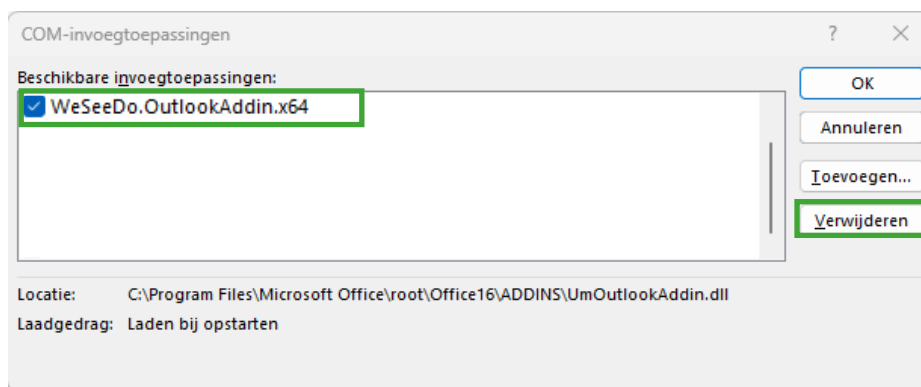 COM-invoegtoepassingen ?
Beschikbare invoegtoepassingen:
WeSeeDo.OutlookAddin.x64
OK
Annuleren
Toevoegen...
Verwijderen
Locatie: C:\Program Files\Microsoft Office\root\Office16\ADDINS\UmOutlookAddin.dll
Laadgedrag: Laden bij opstarten